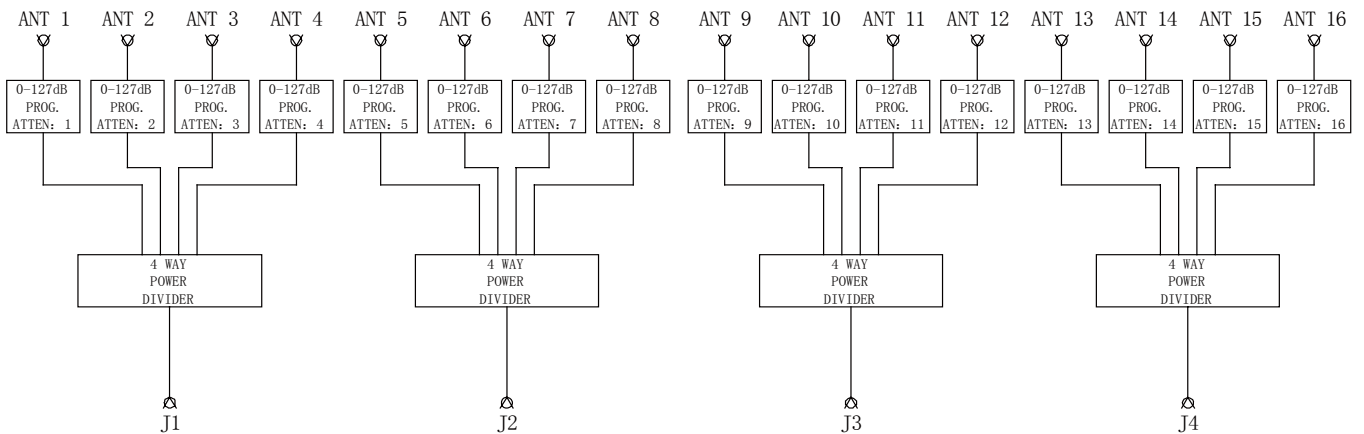 ANT 1 ANT 2 ANT 3 ANT 4 ANT 5 ANT 6 ANT 7 ANT 8 ANT 9 ANT 10 ANT 11 ANT 12 ANT 13 ANT 14 ANT 15 ANT 16
0-127dB 0-127dB 0-127dB 0-127dB 0-127dB 0-127dB 0-127dB 0-127dB 0-127dB 0-127dB 0-127dB 0-127dB 0-127dB 0-127dB 0-127dB 0-127dB
PROG. PROG. PROG. PROG. PROG. PROG. PROG. PROG. PROG. PROG. PROG. PROG. PROG. PROG. PROG. PROG.
ATTEN: 1 ATTEN: 2 ATTEN: 3 ATTEN: 4 ATTEN: 5 ATTEN: 6 ATTEN: 7 ATTEN: 8 ATTEN: 9 ATTEN: 10 ATTEN: 11 ATTEN: 12 ATTEN: 13 ATTEN: 14 ATTEN: 15 ATTEN: 16
4 WAY 4 WAY 4 WAY 4 WAY
POWER POWER POWER POWER
DIVIDER DIVIDER DIVIDER DIVIDER
J1 J2 J3 J4